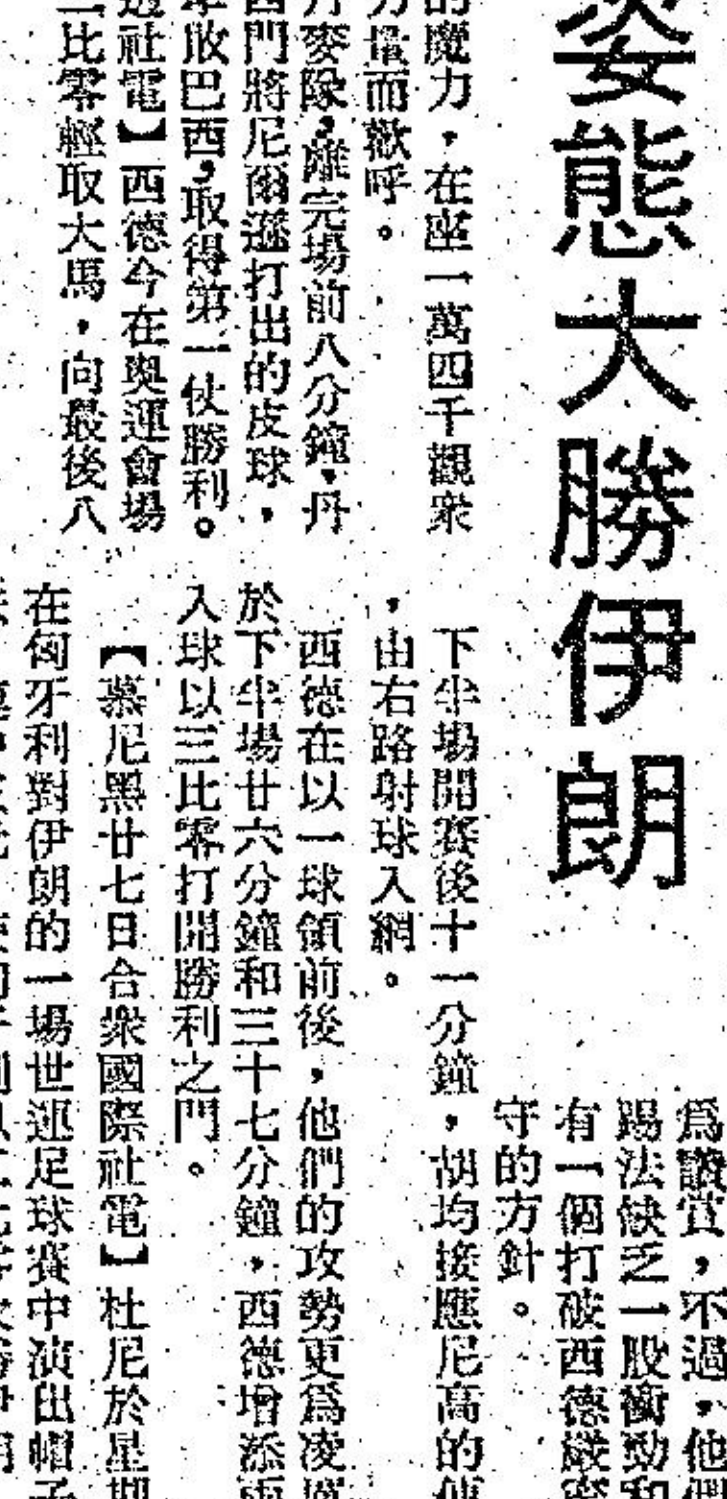 姿態大勝伊朗
的魔力，在座一萬四千觀衆
力量而歡呼。
丹麥隊，離完場前八分鐘，丹
西門將尼爾遜打出的皮球，
擊敗巴西，取得第一仗勝利。
透社電】西德今在奧運會場
比零輕取大馬，向最後八
爲讚賞，不過，他們
踢法缺乏一股衝勁和
有一個打破西德嚴密
守的方針。
下半場開賽後十一分鐘，胡均接應尼高的傳
，由右路射球入網。
西德在以一球領前後，他們的攻勢更爲凌厲
於下半場廿六分鐘和三十七分鐘，西德增添兩
入球以三比零打開勝利之門。
【慕尼黑廿七日合衆國際社電】杜尼於星期
在匈牙利對伊朗的一場世運足球賽中演出帽子